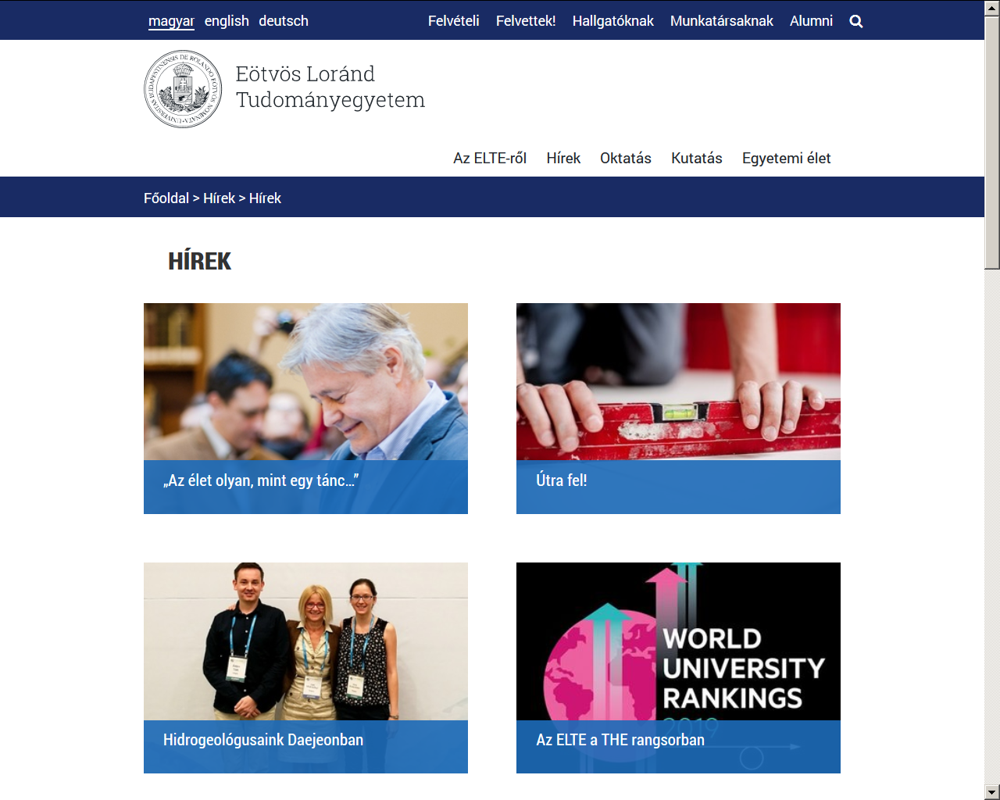 magyar english deutsch Felvételi Felvettek! Hallgatóknak Munkatársaknak Alumni
Eötvös Loránd
Tudományegyetem
Az ELTE-ről Hírek Oktatás Kutatás Egyetemi élet
Főoldal > Hírek > Hírek
HÍREK
„Az élet olyan, mint egy tánc…”
Útra fel!
WORLD
UNIVERSITY
RANKINGS
2019
Hidrogeológusaink Daejeonban
Az ELTE a THE rangsorban